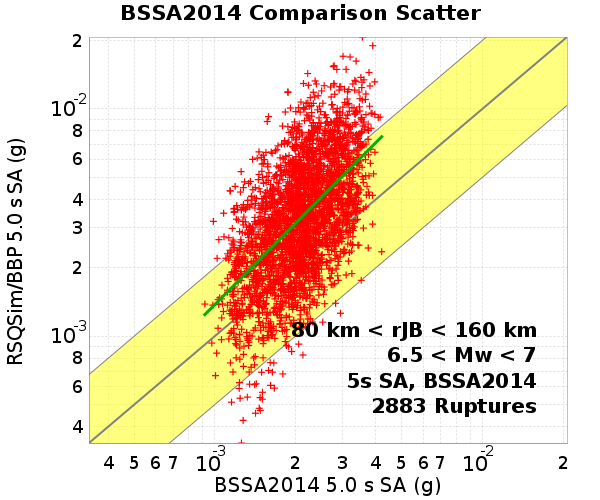 BSSA2014 Comparison Scatter
RSQSim/BBP 5.0 s SA (g)
2
10⁻²
8
6
4
3
2
10⁻³
8
6
4
80 km < rJB < 160 km
6.5 < Mw < 7
5s SA, BSSA2014
2883 Ruptures
4 5 6 7 10⁻³ 2 3 4 5 6 7 10⁻² 2
BSSA2014 5.0 s SA (g)